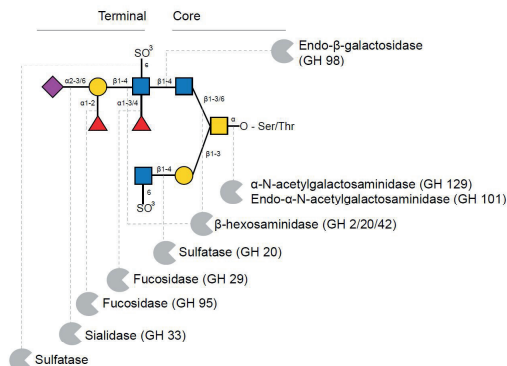 Terminal Core
Endo-β-galactosidase
(GH 98)
SO3
6
α2-3/6 β1-4 β1-4
α1-2 α1-3/4 β1-3/6
α
O - Ser/Thr
β1-3
β1-4
6
SO3
α-N-acetylgalactosaminidase (GH 129)
Endo-α-N-acetylgalactosaminidase (GH 101)
β-hexosaminidase (GH 2/20/42)
Sulfatase (GH 20)
Fucosidase (GH 29)
Fucosidase (GH 95)
Sialidase (GH 33)
Sulfatase